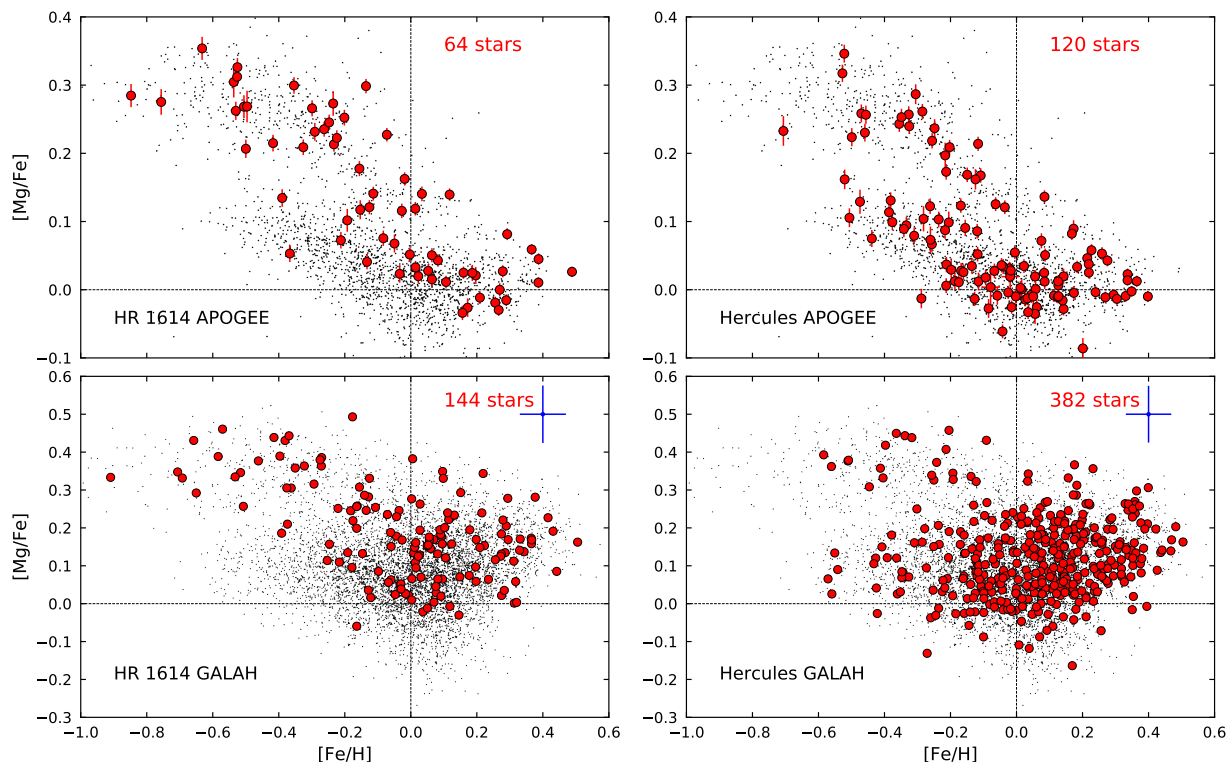 0.4
0.3
0.2
0.1
0.0
−0.1
[Mg/Fe]
64 stars
HR 1614 APOGEE
0.4
0.3
0.2
0.1
0.0
−0.1
120 stars
Hercules APOGEE
0.6
0.5
0.4
0.3
0.2
0.1
0.0
−0.1
−0.2
−0.3
[Mg/Fe]
144 stars
HR 1614 GALAH
−1.0 −0.8 −0.6 −0.4 −0.2 0.0 0.2 0.4 0.6
[Fe/H]
0.6
0.5
0.4
0.3
0.2
0.1
0.0
−0.1
−0.2
−0.3
382 stars
Hercules GALAH
−1.0 −0.8 −0.6 −0.4 −0.2 0.0 0.2 0.4 0.6
[Fe/H]